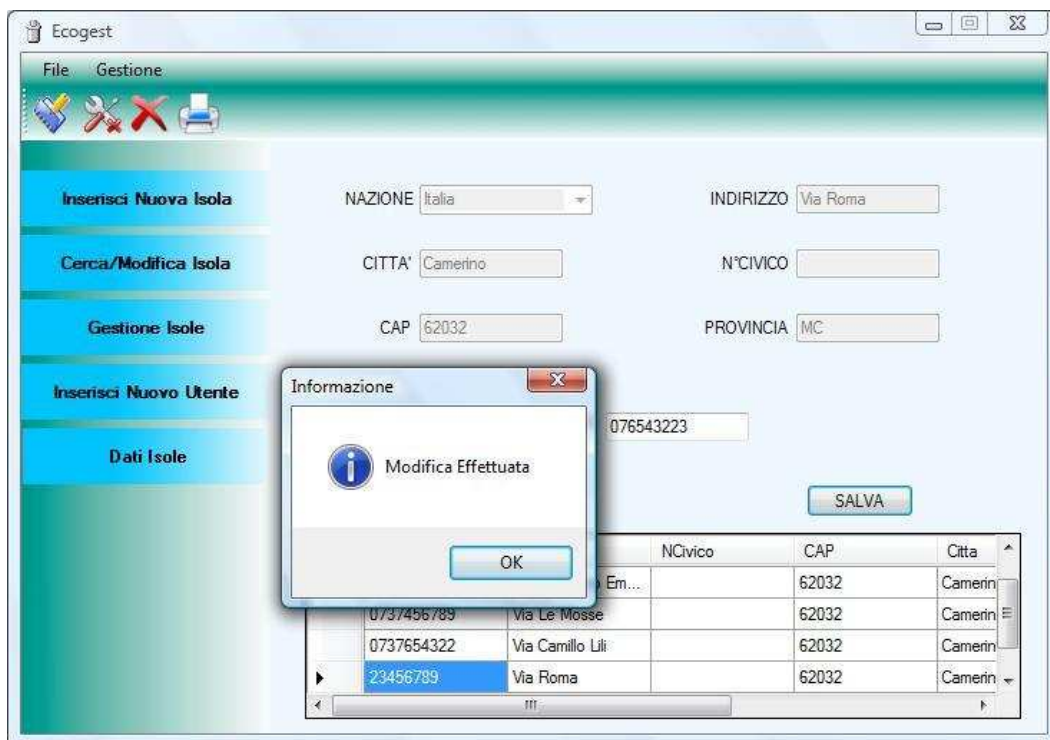 Ecogest
File Gestione
Inserisci Nuova Isola
NAZIONE Italia
INDIRIZZO Via Roma
Cerca/Modifica Isola
CITTA' Camerino
N°CIVICO
Gestione Isole
CAP 62032
PROVINCIA MC
Inserisci Nuovo Utente
Informazione
076543223
Dati Isole
Modifica Effettuata
SALVA
OK
NCivico CAP Citta
Em... 62032 Camerin
0737456789 Via Le Mosse 62032 Camerin
0737654322 Via Camillo Lili 62032 Camerin
23456789 Via Roma 62032 Camerin